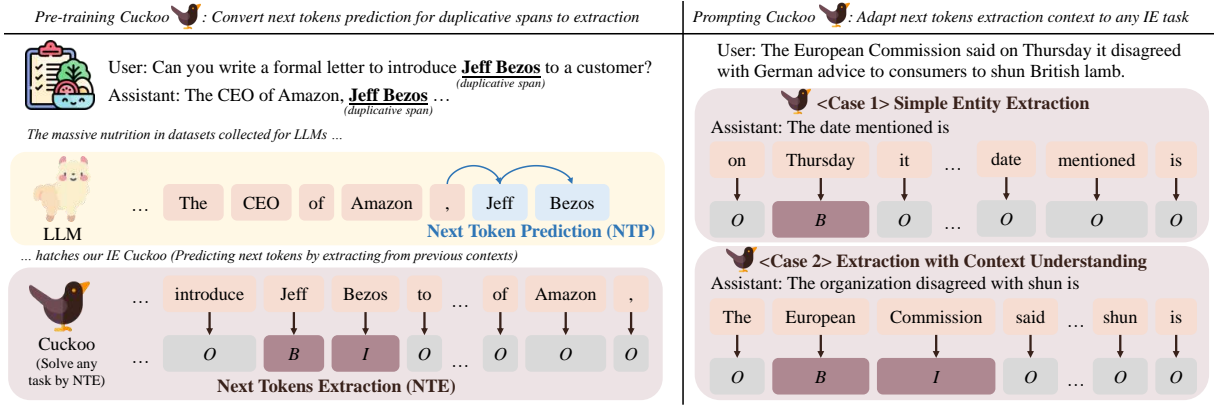 Pre-training Cuckoo : Convert next tokens prediction for duplicative spans to extraction
User: Can you write a formal letter to introduce Jeff Bezos to a customer?
(duplicative span)
Assistant: The CEO of Amazon, Jeff Bezos …
(duplicative span)
The massive nutrition in datasets collected for LLMs …
LLM
… The CEO of Amazon , Jeff Bezos
Next Token Prediction (NTP)
… hatches our IE Cuckoo (Predicting next tokens by extracting from previous contexts)
… introduce Jeff Bezos to … of Amazon ,
Cuckoo
(Solve any
task by NTE)
… O B I O … O O O
Next Tokens Extraction (NTE)
Prompting Cuckoo : Adapt next tokens extraction context to any IE task
User: The European Commission said on Thursday it disagreed
with German advice to consumers to shun British lamb.
<Case 1> Simple Entity Extraction
Assistant: The date mentioned is
on Thursday it … date mentioned is
O B O … O O O
<Case 2> Extraction with Context Understanding
Assistant: The organization disagreed with shun is
The European Commission said … shun is
O B I O … O O